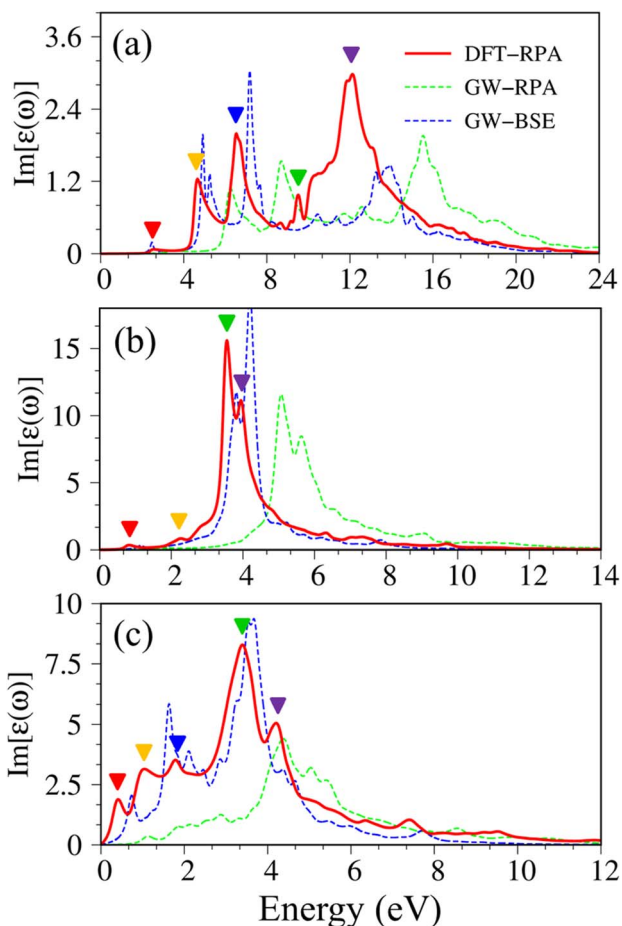 (a)
DFT−RPA
GW−RPA
GW−BSE
Im[ε(ω)]
3.6
2.4
1.2
0
0 4 8 12 16 20 24
(b)
Im[ε(ω)]
15
10
5
0
0 2 4 6 8 10 12 14
(c)
Im[ε(ω)]
10
7.5
5
2.5
0
0 2 4 6 8 10 12
Energy (eV)